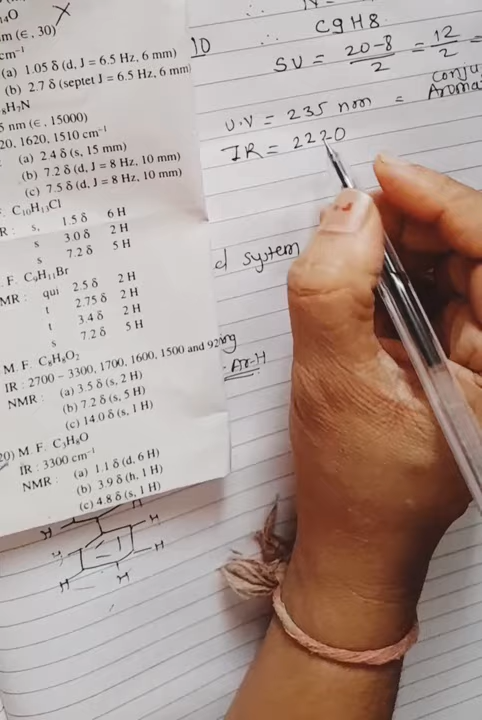 14O
m (ε, 30)
cm⁻¹
(a) 1.05 δ (d, J = 6.5 Hz, 6 mm)
(b) 2.7 δ (septet J = 6.5 Hz, 6 mm)
8H7N
5 nm (ε, 15000)
20, 1620, 1510 cm⁻¹
(a) 2.4 δ (s, 15 mm)
(b) 7.2 δ (d, J = 8 Hz, 10 mm)
(c) 7.5 δ (d, J = 8 Hz, 10 mm)
F. C10H13Cl
R : s, 1.5 δ 6 H
s 3.0 δ 2 H
s 7.2 δ 5 H
. F. C9H11Br
MR : qui 2.5 δ 2 H
t 2.75 δ 2 H
t 3.4 δ 2 H
s 7.2 δ 5 H
M. F. C8H8O2
IR : 2700 – 3300, 1700, 1600, 1500 and 92
NMR : (a) 3.5 δ (s, 2 H)
(b) 7.2 δ (s, 5 H)
(c) 14.0 δ (s, 1 H)
20) M. F. C3H8O
IR : 3300 cm⁻¹
NMR : (a) 1.1 δ (d, 6 H)
(b) 3.9 δ (h, 1 H)
(c) 4.8 δ (s, 1 H)
10 ∴ C9H8
SU = 20-8/2 = 12/2 =
U.V = 235 nm = Conju
Aroma
IR = 2220
d system
ng
Ar-H
H
H
H
H
H
H